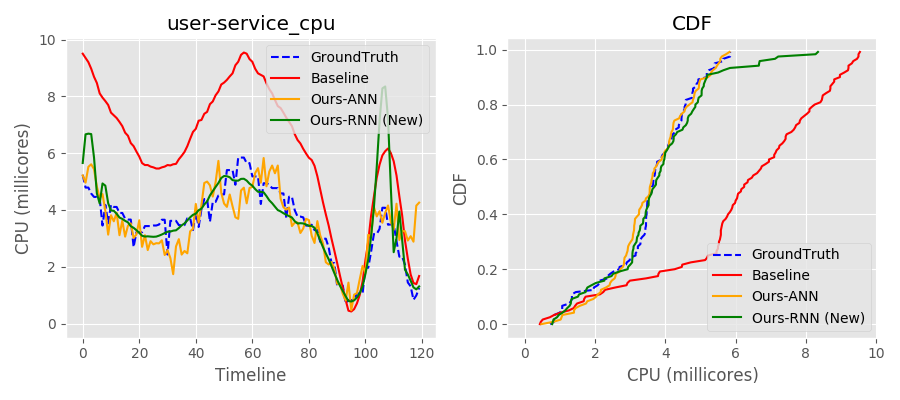 user-service_cpu
CPU (millicores)
10
8
6
4
2
0
0 20 40 60 80 100 120
Timeline
GroundTruth
Baseline
Ours-ANN
Ours-RNN (New)
CDF
CDF
1.0
0.8
0.6
0.4
0.2
0.0
0 2 4 6 8 10
CPU (millicores)
GroundTruth
Baseline
Ours-ANN
Ours-RNN (New)